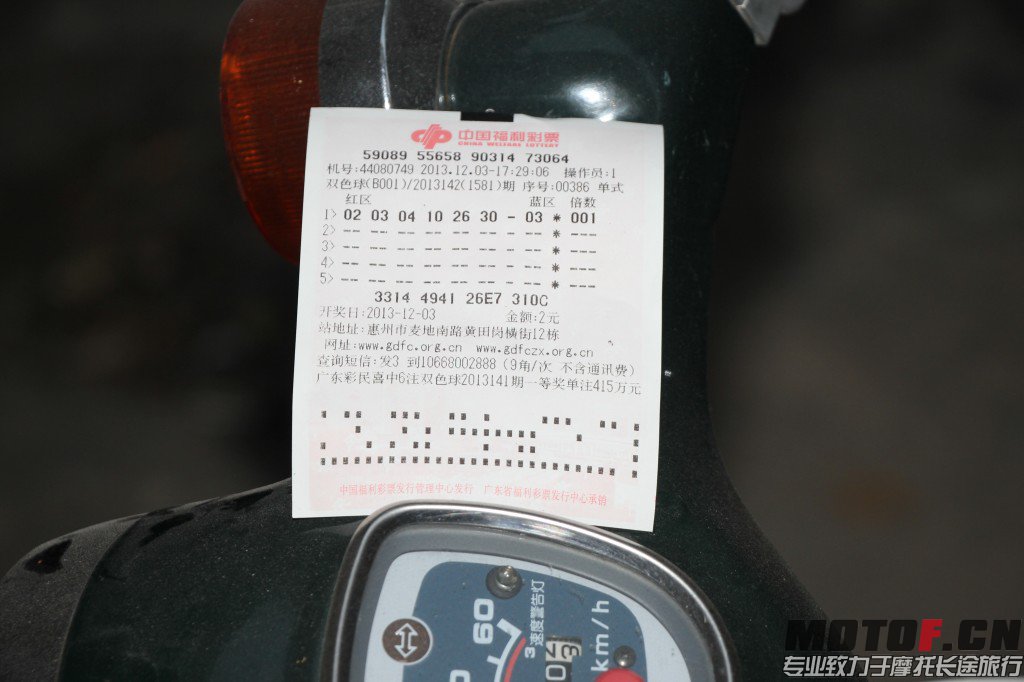 中国福利彩票
CHINA WELFARE LOTTERY
59089 55658 90314 73064
机号:44080749 2013.12.03-17:29:06 操作员:1
双色球(B001)/2013142(1581)期 序号:00386 单式
红区 蓝区 倍数
1> 02 03 04 10 26 30 - 03 * 001
2> -- -- -- -- -- -- - -- * ---
3> -- -- -- -- -- -- - -- * ---
4> -- -- -- -- -- -- - -- * ---
5> -- -- -- -- -- -- - -- * ---
3314 4941 26E7 310C
开奖日:2013-12-03 金额:2元
站地址:惠州市麦地南路黄田岗横街12栋
网址:www.gdfc.org.cn www.gdfczx.org.cn
查询短信:发3 到10668002888 (9角/次 不含通讯费)
广东彩民喜中6注双色球2013141期一等奖单注415万元
中国福利彩票发行管理中心发行 广东省福利彩票发行中心承销
60
速度警告灯
km/h
3
MOTOF.CN
专业致力于摩托长途旅行